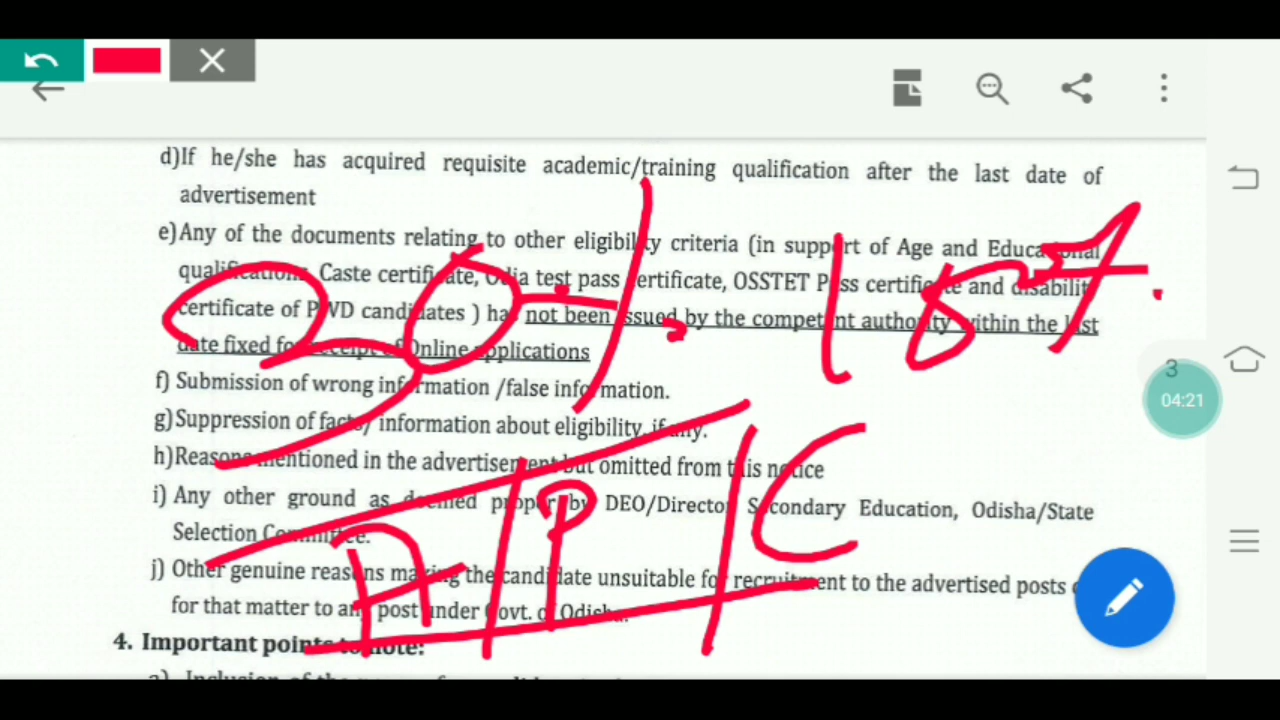 d)If he/she has acquired requisite academic/training qualification after the last date of
advertisement
e)Any of the documents relating to other eligibility criteria (in support of Age and Educational
qualifications, Caste certificate, Odia test pass certificate, OSSTET Pass certificate and disability
certificate of PWD candidates ) has not been issued by the competent authority within the last
date fixed for receipt of Online applications
f) Submission of wrong information /false information.
g)Suppression of facts/ information about eligibility, if any.
h)Reasons mentioned in the advertisement but omitted from this notice
3
04:21
i) Any other ground as deemed proper by DEO/Director Secondary Education, Odisha/State
Selection Committee.
j) Other genuine reasons making the candidate unsuitable for recruitment to the advertised posts
for that matter to any post under Govt. of Odisha.
P C
4. Important points to note: